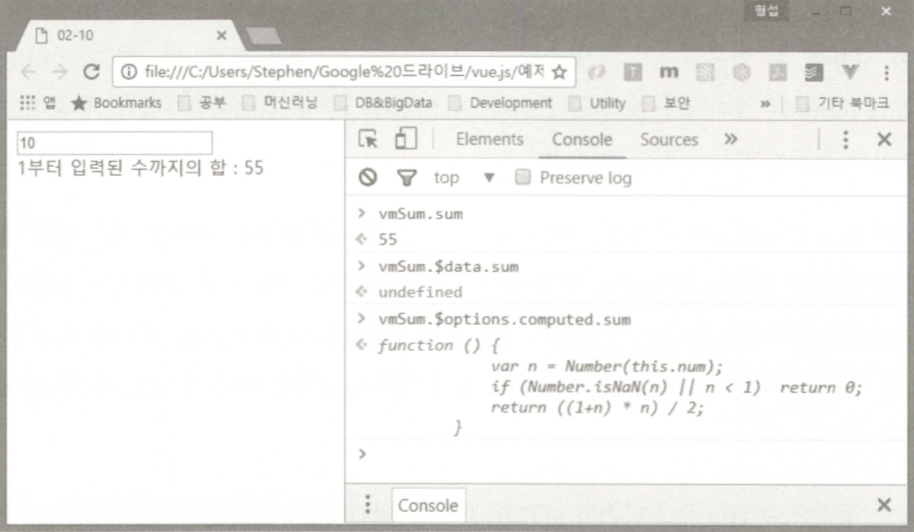 형섭
02-10
file:///C:/Users/Stephen/Google%20드라이브/vue.js/예저
앱 Bookmarks 공부 머신러닝 DB&BigData Development Utility 보안 » 기타 북마크
10
1부터 입력된 수까지의 합 : 55
Elements Console Sources »
top ▼ Preserve log
> vmSum.sum
55
> vmSum.$data.sum
undefined
> vmSum.$options.computed.sum
function () {
var n = Number(this.num);
if (Number.isNaN(n) || n < 1) return 0;
return ((1+n) * n) / 2;
}
>
Console